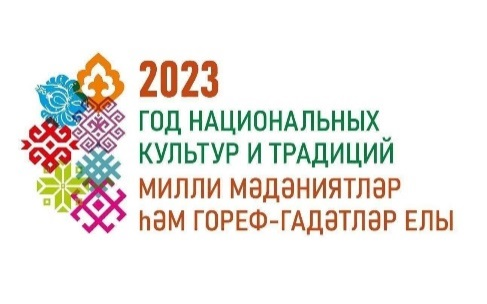 2023
ГОД НАЦИОНАЛЬНЫХ
КУЛЬТУР И ТРАДИЦИЙ
МИЛЛИ МӘДӘНИЯТЛӘР
һӘМ ГОРЕФ-ГАДӘТЛӘР ЕЛЫ